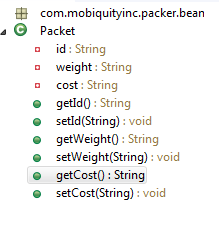 com.mobiquityinc.packer.bean
Packet
id : String
weight : String
cost : String
getId() : String
setId(String) : void
getWeight() : String
setWeight(String) : void
getCost() : String
setCost(String) : void